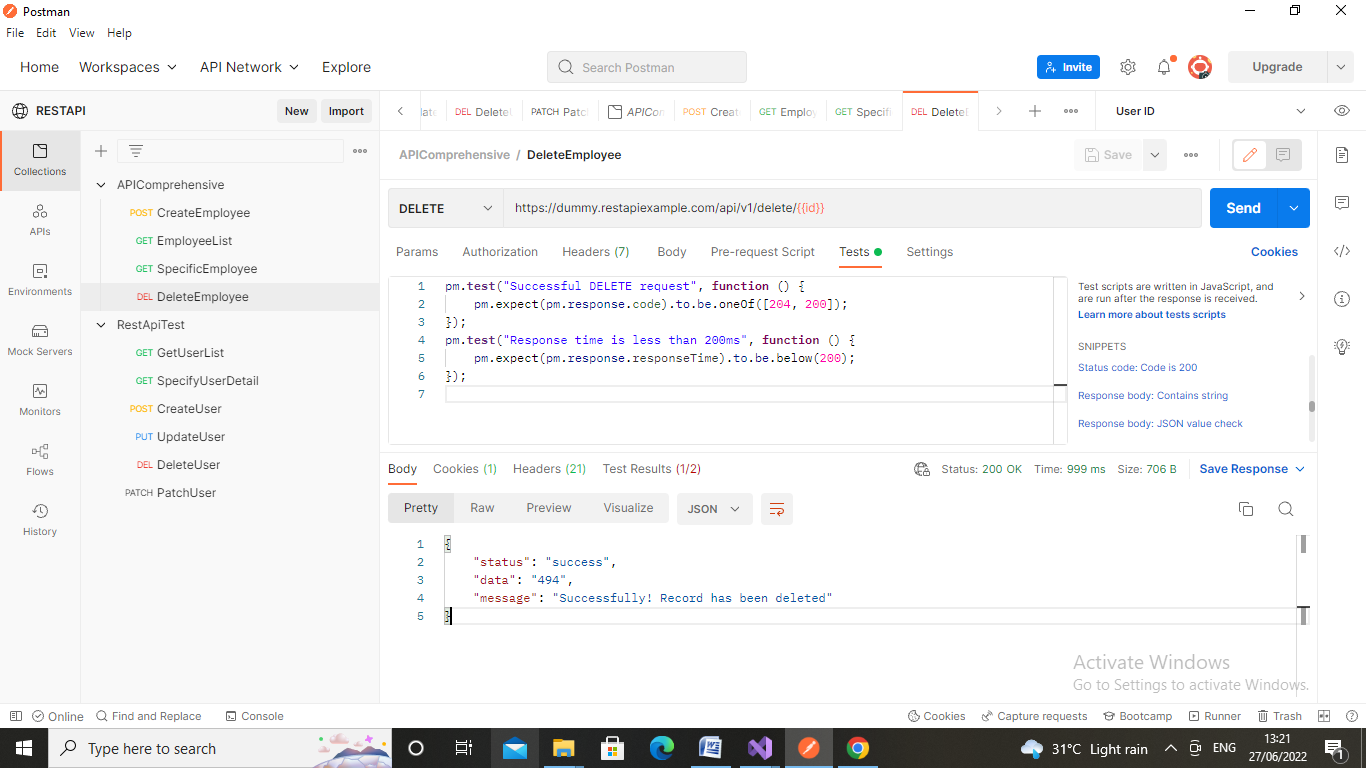 Postman
File Edit View Help
Home Workspaces API Network Explore Search Postman Invite Upgrade
RESTAPI New Import DEL Delete PATCH Patc APICor POST Creat GET Employ GET Specifi DEL Delete User ID
APIComprehensive / DeleteEmployee Save
Collections
APIs
Environments
Mock Servers
Monitors
Flows
History
APIComprehensive
POST CreateEmployee
GET EmployeeList
GET SpecificEmployee
DEL DeleteEmployee
RestApiTest
GET GetUserList
GET SpecifyUserDetail
POST CreateUser
PUT UpdateUser
DEL DeleteUser
PATCH PatchUser
DELETE https://dummy.restapiexample.com/api/v1/delete/{{id}} Send
Params Authorization Headers (7) Body Pre-request Script Tests Settings Cookies
1 pm.test("Successful DELETE request", function () {
2 pm.expect(pm.response.code).to.be.oneOf([204, 200]);
3 });
4 pm.test("Response time is less than 200ms", function () {
5 pm.expect(pm.response.responseTime).to.be.below(200);
6 });
7
Test scripts are written in JavaScript, and
are run after the response is received.
Learn more about tests scripts
SNIPPETS
Status code: Code is 200
Response body: Contains string
Response body: JSON value check
Body Cookies (1) Headers (21) Test Results (1/2) Status: 200 OK Time: 999 ms Size: 706 B Save Response
Pretty Raw Preview Visualize JSON
1 {
2 "status": "success",
3 "data": "494",
4 "message": "Successfully! Record has been deleted"
5 }
Activate Windows
Go to Settings to activate Windows.
Online Find and Replace Console Cookies Capture requests Bootcamp Runner Trash
Type here to search 31°C Light rain ENG 13:21
27/06/2022
1